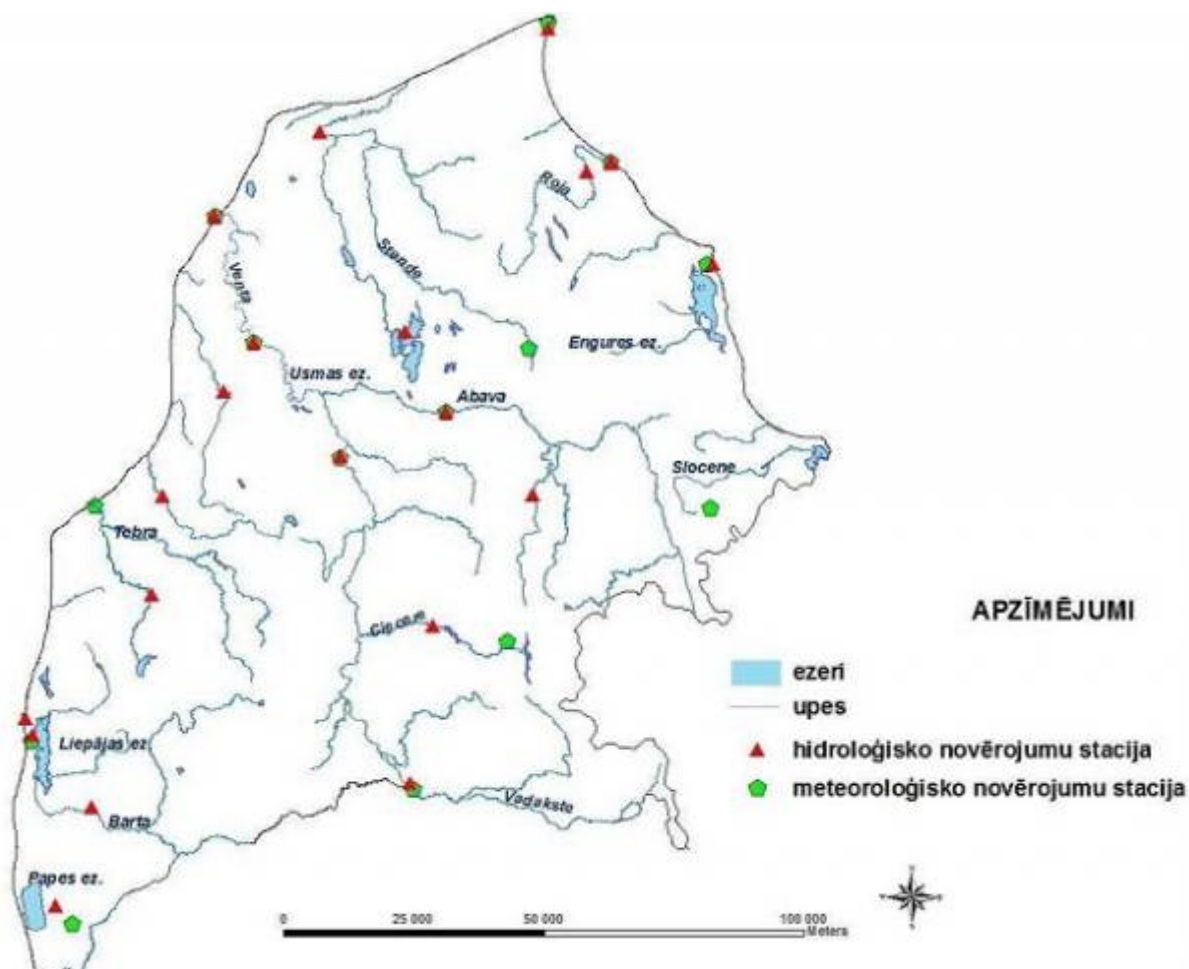 Roja
Stende
Venta
Engures ez.
Usmas ez.
Abava
Slocene
Tebra
APZĪMĒJUMI
Ciecere
ezeri
upes
hidroloģisko novērojumu stacija
meteoroloģisko novērojumu stacija
Liepājas ez.
Vadakste
Barta
Papes ez.
0 25 000 50 000 100 000
Meters